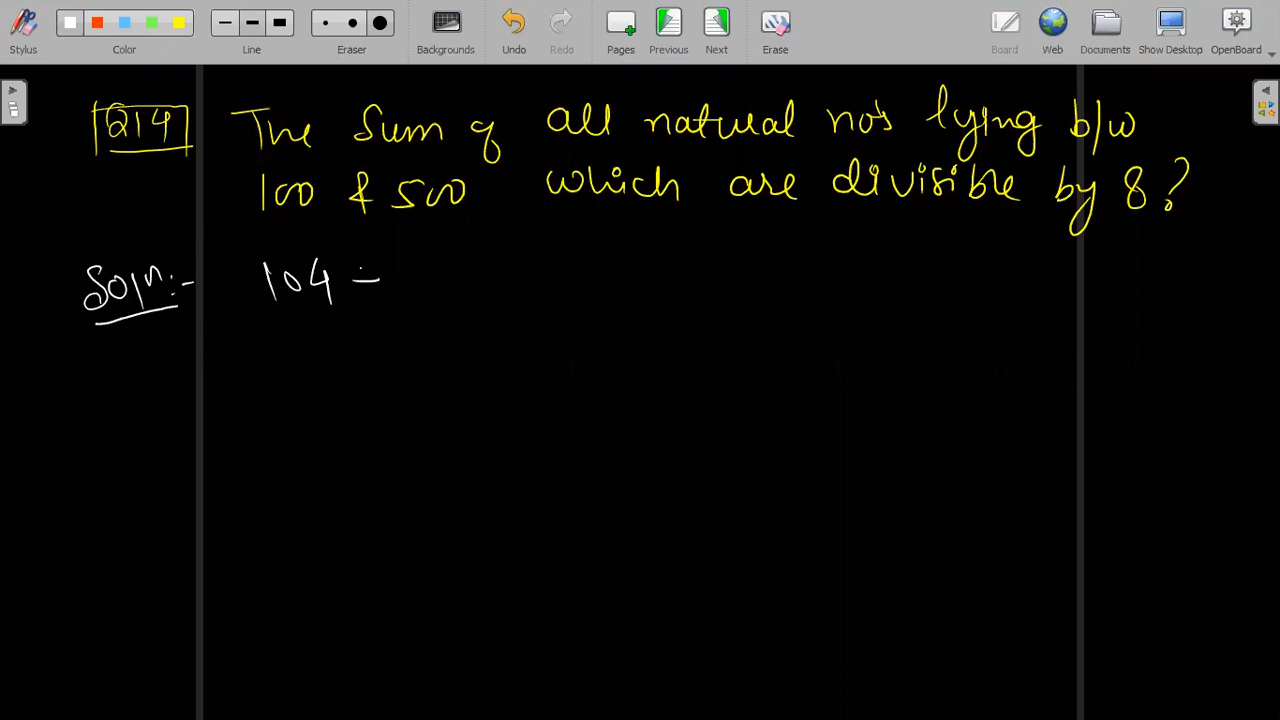 Stylus Color Line Eraser Backgrounds Undo Redo Pages Previous Next Erase Board Web Documents Show Desktop OpenBoard
Q14 The Sum of all natural no's lying b/w
100 & 500 which are divisible by 8?
Soln:- 104 =